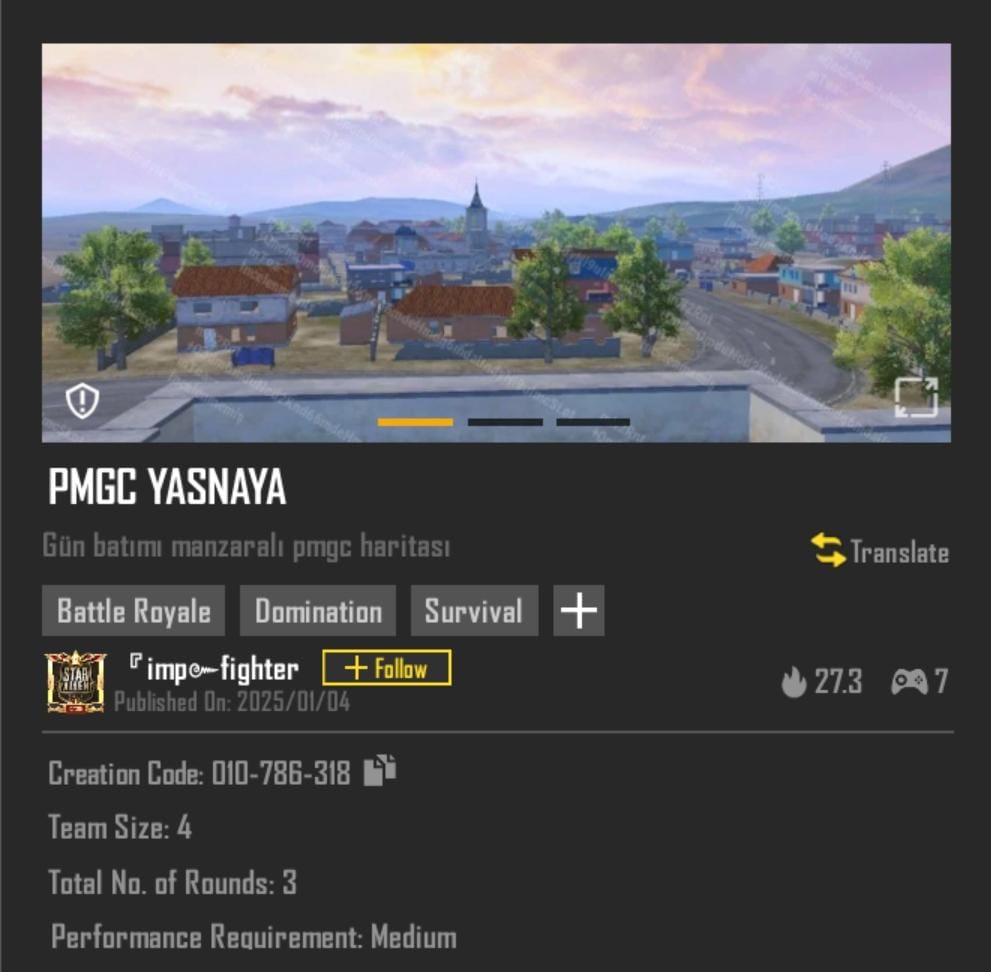 PMGC YASNAYA
Gün batımı manzaralı pmgc haritası
Translate
Battle Royale Domination Survival +
『imp๛fighter + Follow
Published On: 2025/01/04
27.3 7
Creation Code: 010-786-318
Team Size: 4
Total No. of Rounds: 3
Performance Requirement: Medium